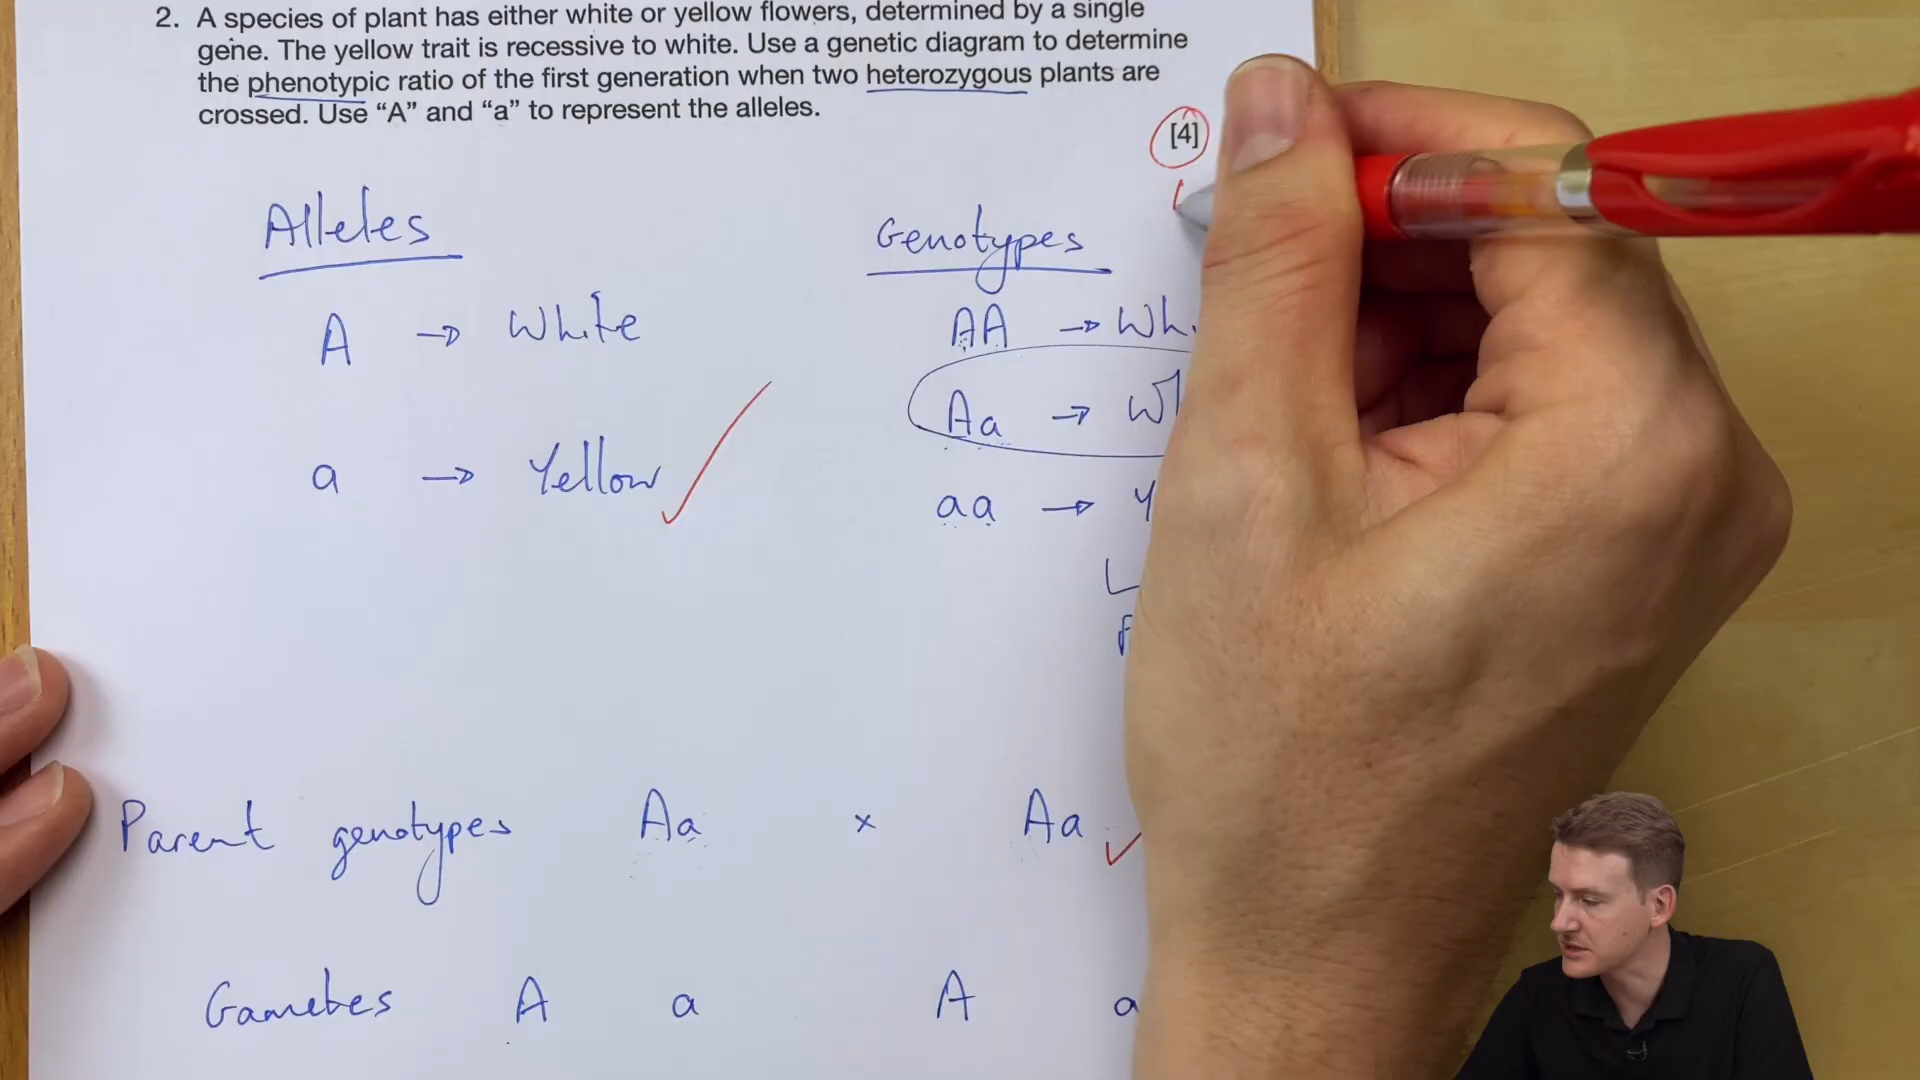 2. A species of plant has either white or yellow flowers, determined by a single
gene. The yellow trait is recessive to white. Use a genetic diagram to determine
the phenotypic ratio of the first generation when two heterozygous plants are
crossed. Use “A” and “a” to represent the alleles.
[4]
Alleles
A → White
a → Yellow
Genotypes
AA → Whi
Aa → Wh
aa → Y
Parent genotypes Aa × Aa
Gametes A a A a